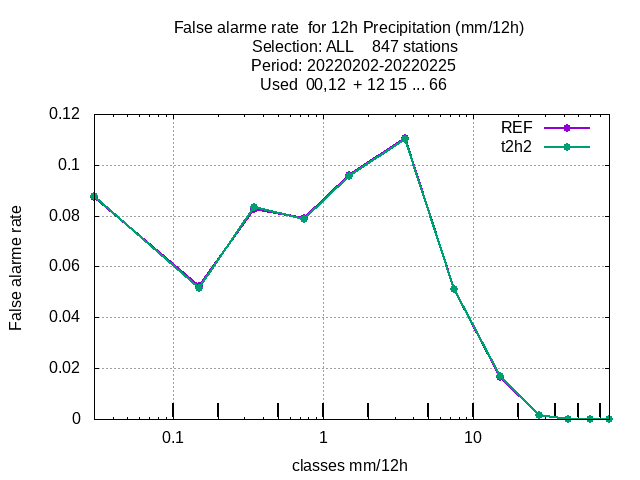 False alarme rate  for 12h Precipitation (mm/12h)
Selection: ALL    847 stations
Period: 20220202-20220225
Used  00,12  + 12 15 ... 66
REF
t2h2
0.12
0.1
0.08
0.06
0.04
0.02
0
False alarme rate
0.1 1 10
classes mm/12h